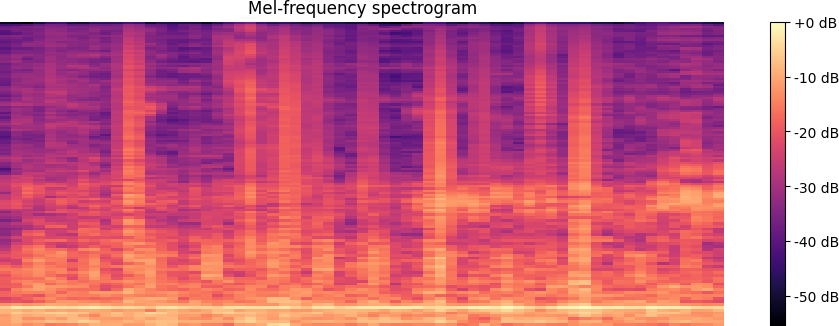 Mel-frequency spectrogram
+0 dB
-10 dB
-20 dB
-30 dB
-40 dB
-50 dB